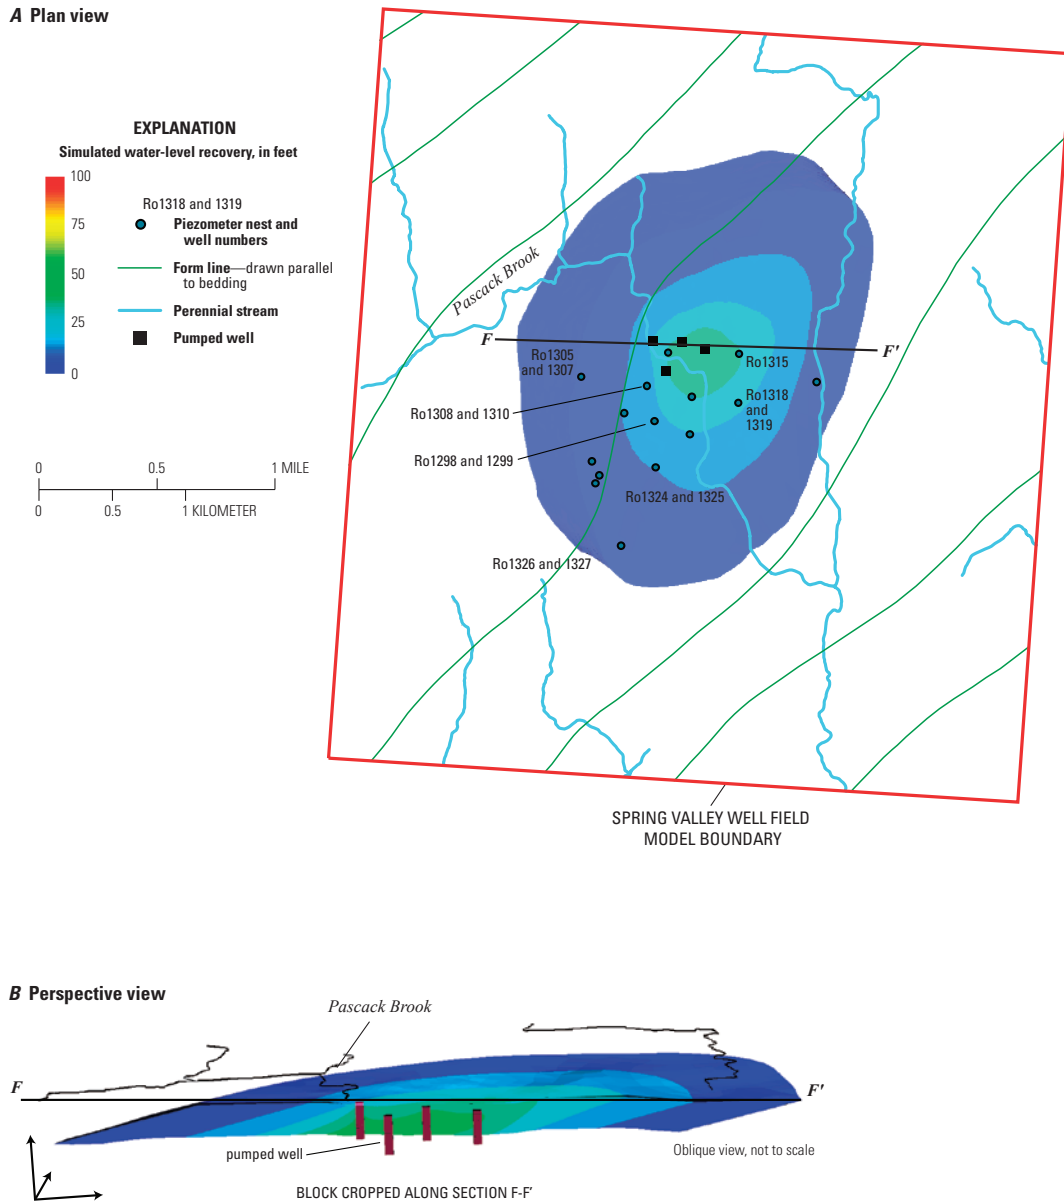 A Plan view
EXPLANATION
Simulated water-level recovery, in feet
100
75
50
25
0
Ro1318 and 1319
Piezometer nest and
well numbers
Form line—drawn parallel
to bedding
Perennial stream
Pumped well
0 0.5 1 MILE
0 0.5 1 KILOMETER
Pascack Brook
F
F'
Ro1305
and 1307
Ro1315
Ro1308 and 1310
Ro1318
and
1319
Ro1298 and 1299
Ro1324 and 1325
Ro1326 and 1327
SPRING VALLEY WELL FIELD
MODEL BOUNDARY
B Perspective view
Pascack Brook
F
F'
pumped well
Oblique view, not to scale
BLOCK CROPPED ALONG SECTION F-F'